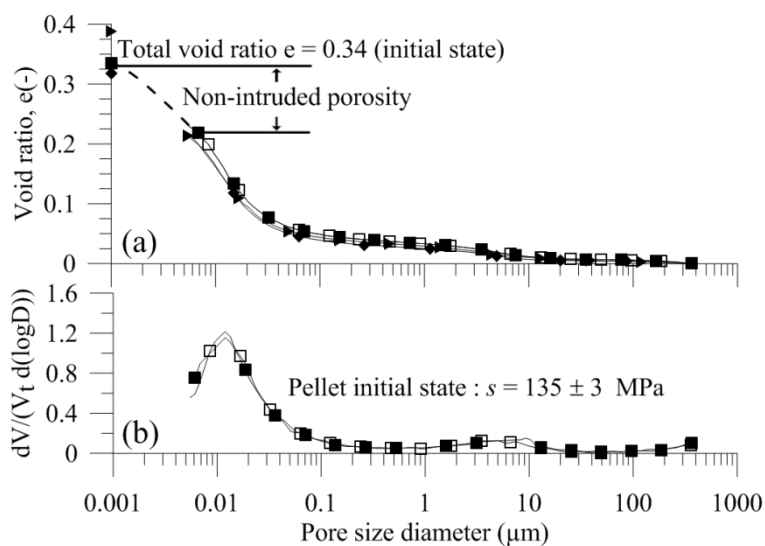 0.4
(a)
Total void ratio e = 0.34 (initial state)
0.3
Non-intruded porosity
0.2
0.1
0
Void ratio, e(-)
1.6
1.2
0.8
0.4
0
dV/(Vt d(logD))
Pellet initial state : s = 135 ± 3 MPa
(b)
0.001 0.01 0.1 1 10 100 1000
Pore size diameter (µm)